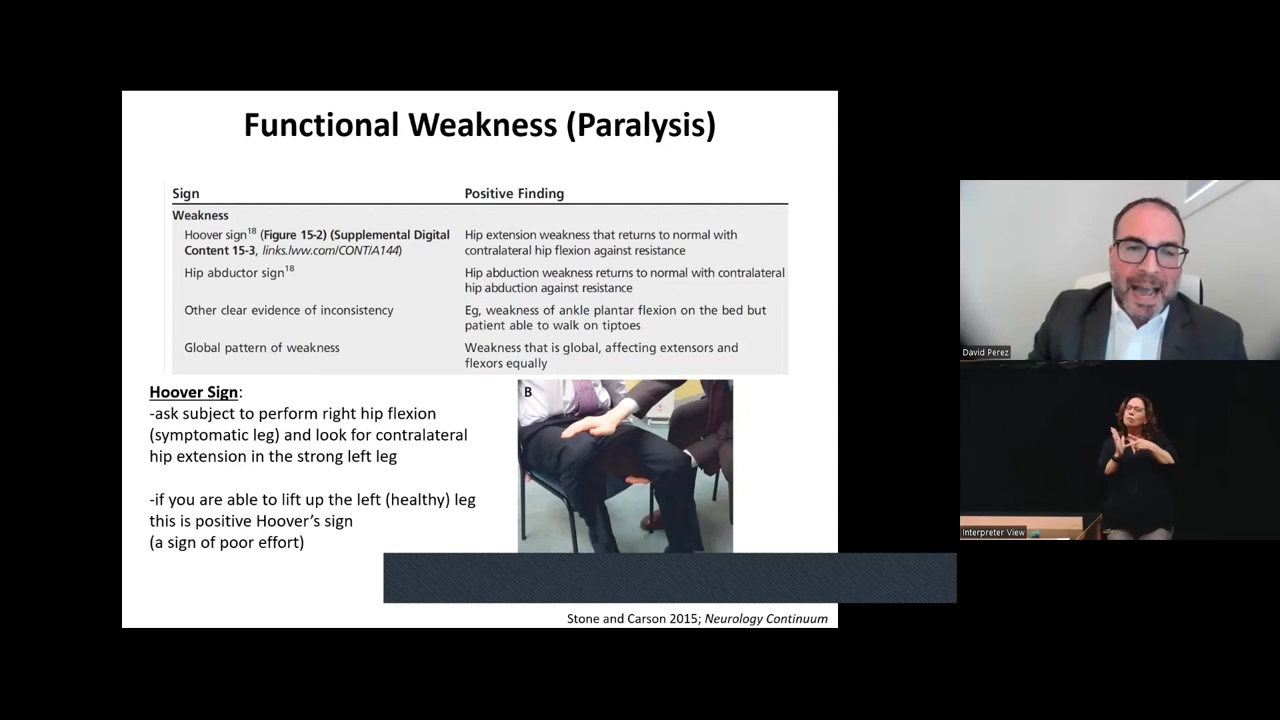 Functional Weakness (Paralysis)
Sign Positive Finding
Weakness
Hoover sign18 (Figure 15-2) (Supplemental Digital Hip extension weakness that returns to normal with
Content 15-3, links.lww.com/CONT/A144) contralateral hip flexion against resistance
Hip abductor sign18 Hip abduction weakness returns to normal with contralateral
hip abduction against resistance
Other clear evidence of inconsistency Eg, weakness of ankle plantar flexion on the bed but
patient able to walk on tiptoes
Global pattern of weakness Weakness that is global, affecting extensors and
flexors equally
Hoover Sign:
-ask subject to perform right hip flexion
(symptomatic leg) and look for contralateral
hip extension in the strong left leg
-if you are able to lift up the left (healthy) leg
this is positive Hoover’s sign
(a sign of poor effort)
B
Stone and Carson 2015; Neurology Continuum
David Perez
Interpreter View